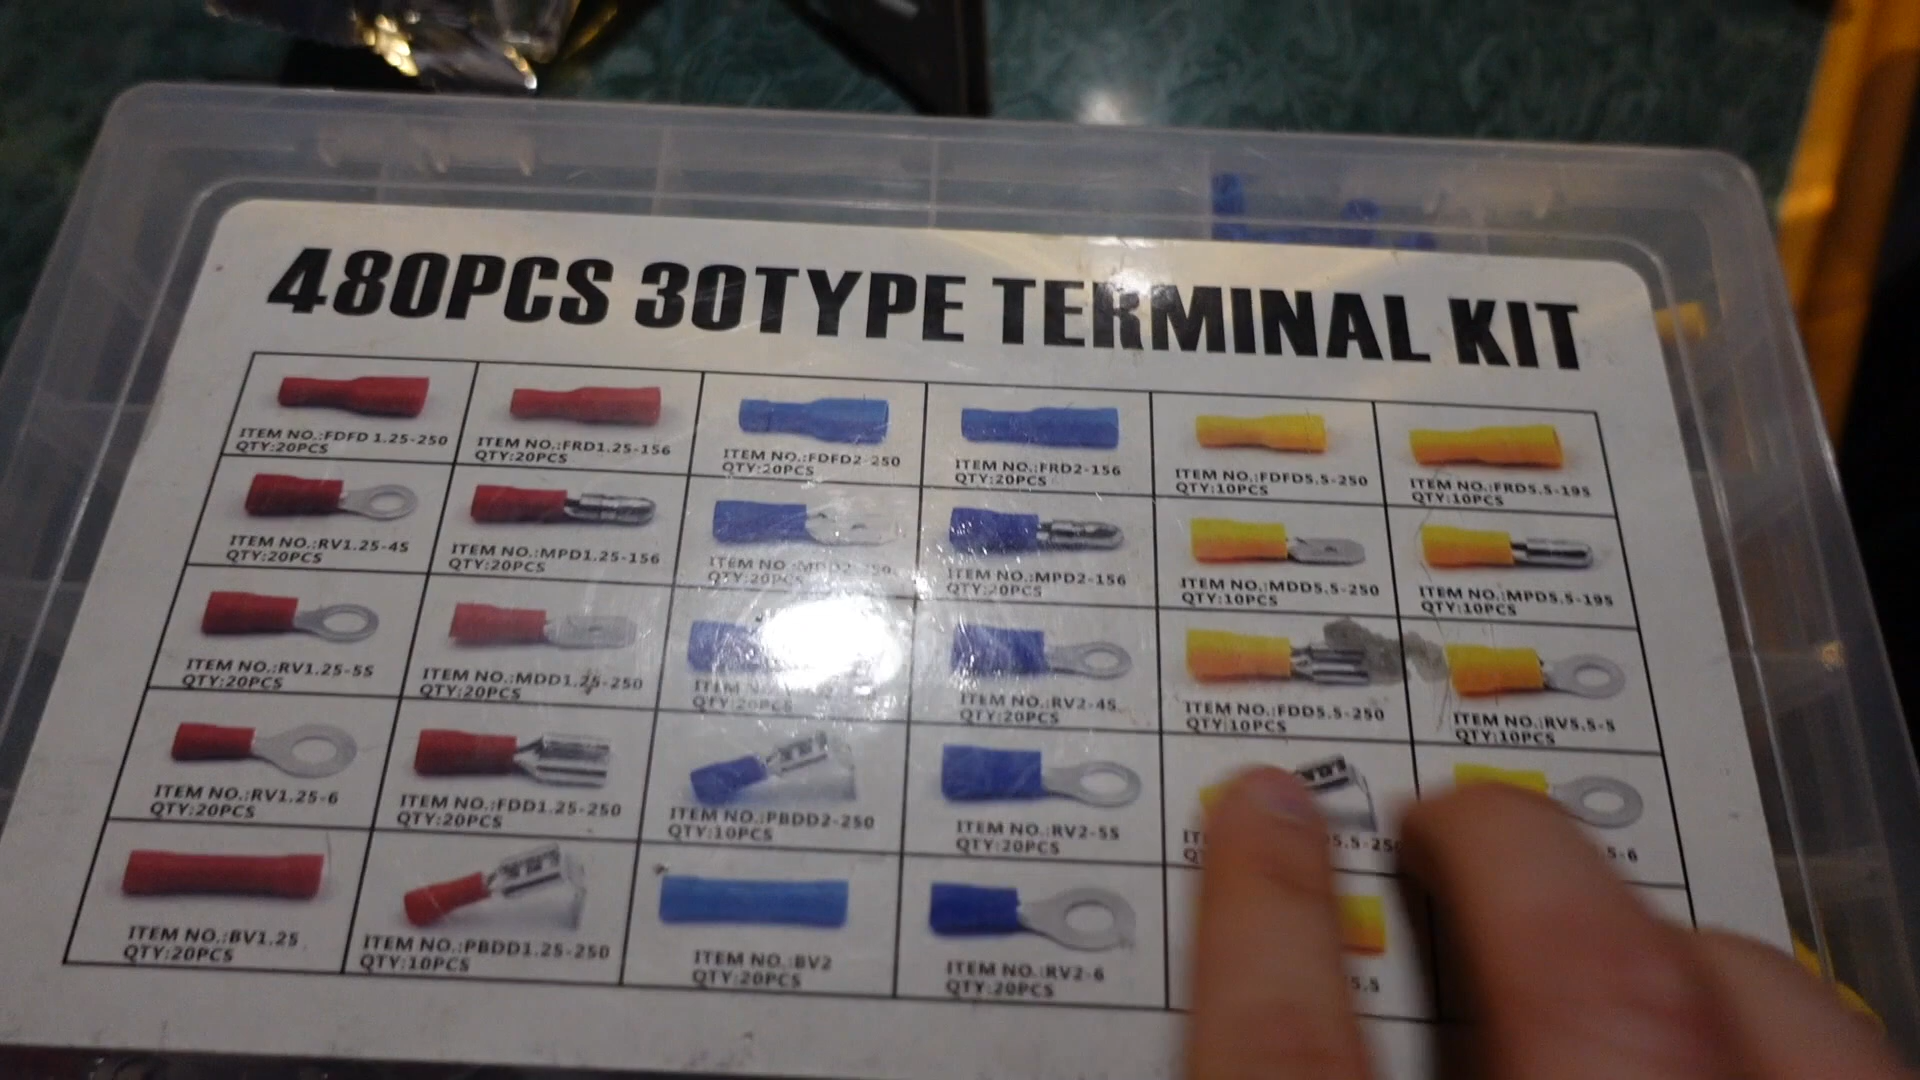 480PCS 30TYPE TERMINAL KIT
ITEM NO.:FDFD 1.25-250
QTY:20PCS
ITEM NO.:FRD1.25-156
QTY:20PCS
ITEM NO.:FDFD2-250
QTY:20PCS
ITEM NO.:FRD2-156
QTY:20PCS
ITEM NO.:FDFD5.5-250
QTY:10PCS
ITEM NO.:FRD5.5-195
QTY:10PCS
ITEM NO.:RV1.25-4S
QTY:20PCS
ITEM NO.:MPD1.25-156
QTY:20PCS
ITEM NO.:
QTY:20PCS
ITEM NO.:MPD2-156
QTY:20PCS
ITEM NO.:MDD5.5-250
QTY:10PCS
ITEM NO.:MPD5.5-195
QTY:10PCS
ITEM NO.:RV1.25-5S
QTY:20PCS
ITEM NO.:MDD1.25-250
QTY:20PCS
QTY:20PCS
ITEM NO.:RV2-4S
QTY:20PCS
ITEM NO.:FDD5.5-250
QTY:10PCS
ITEM NO.:RV5.5-5
QTY:10PCS
ITEM NO.:RV1.25-6
QTY:20PCS
ITEM NO.:FDD1.25-250
QTY:20PCS
ITEM NO.:PBDD2-250
QTY:10PCS
ITEM NO.:RV2-5S
QTY:20PCS
ITEM NO.:BV1.25
QTY:20PCS
ITEM NO.:PBDD1.25-250
QTY:10PCS
ITEM NO.:BV2
QTY:20PCS
ITEM NO.:RV2-6
QTY:20PCS